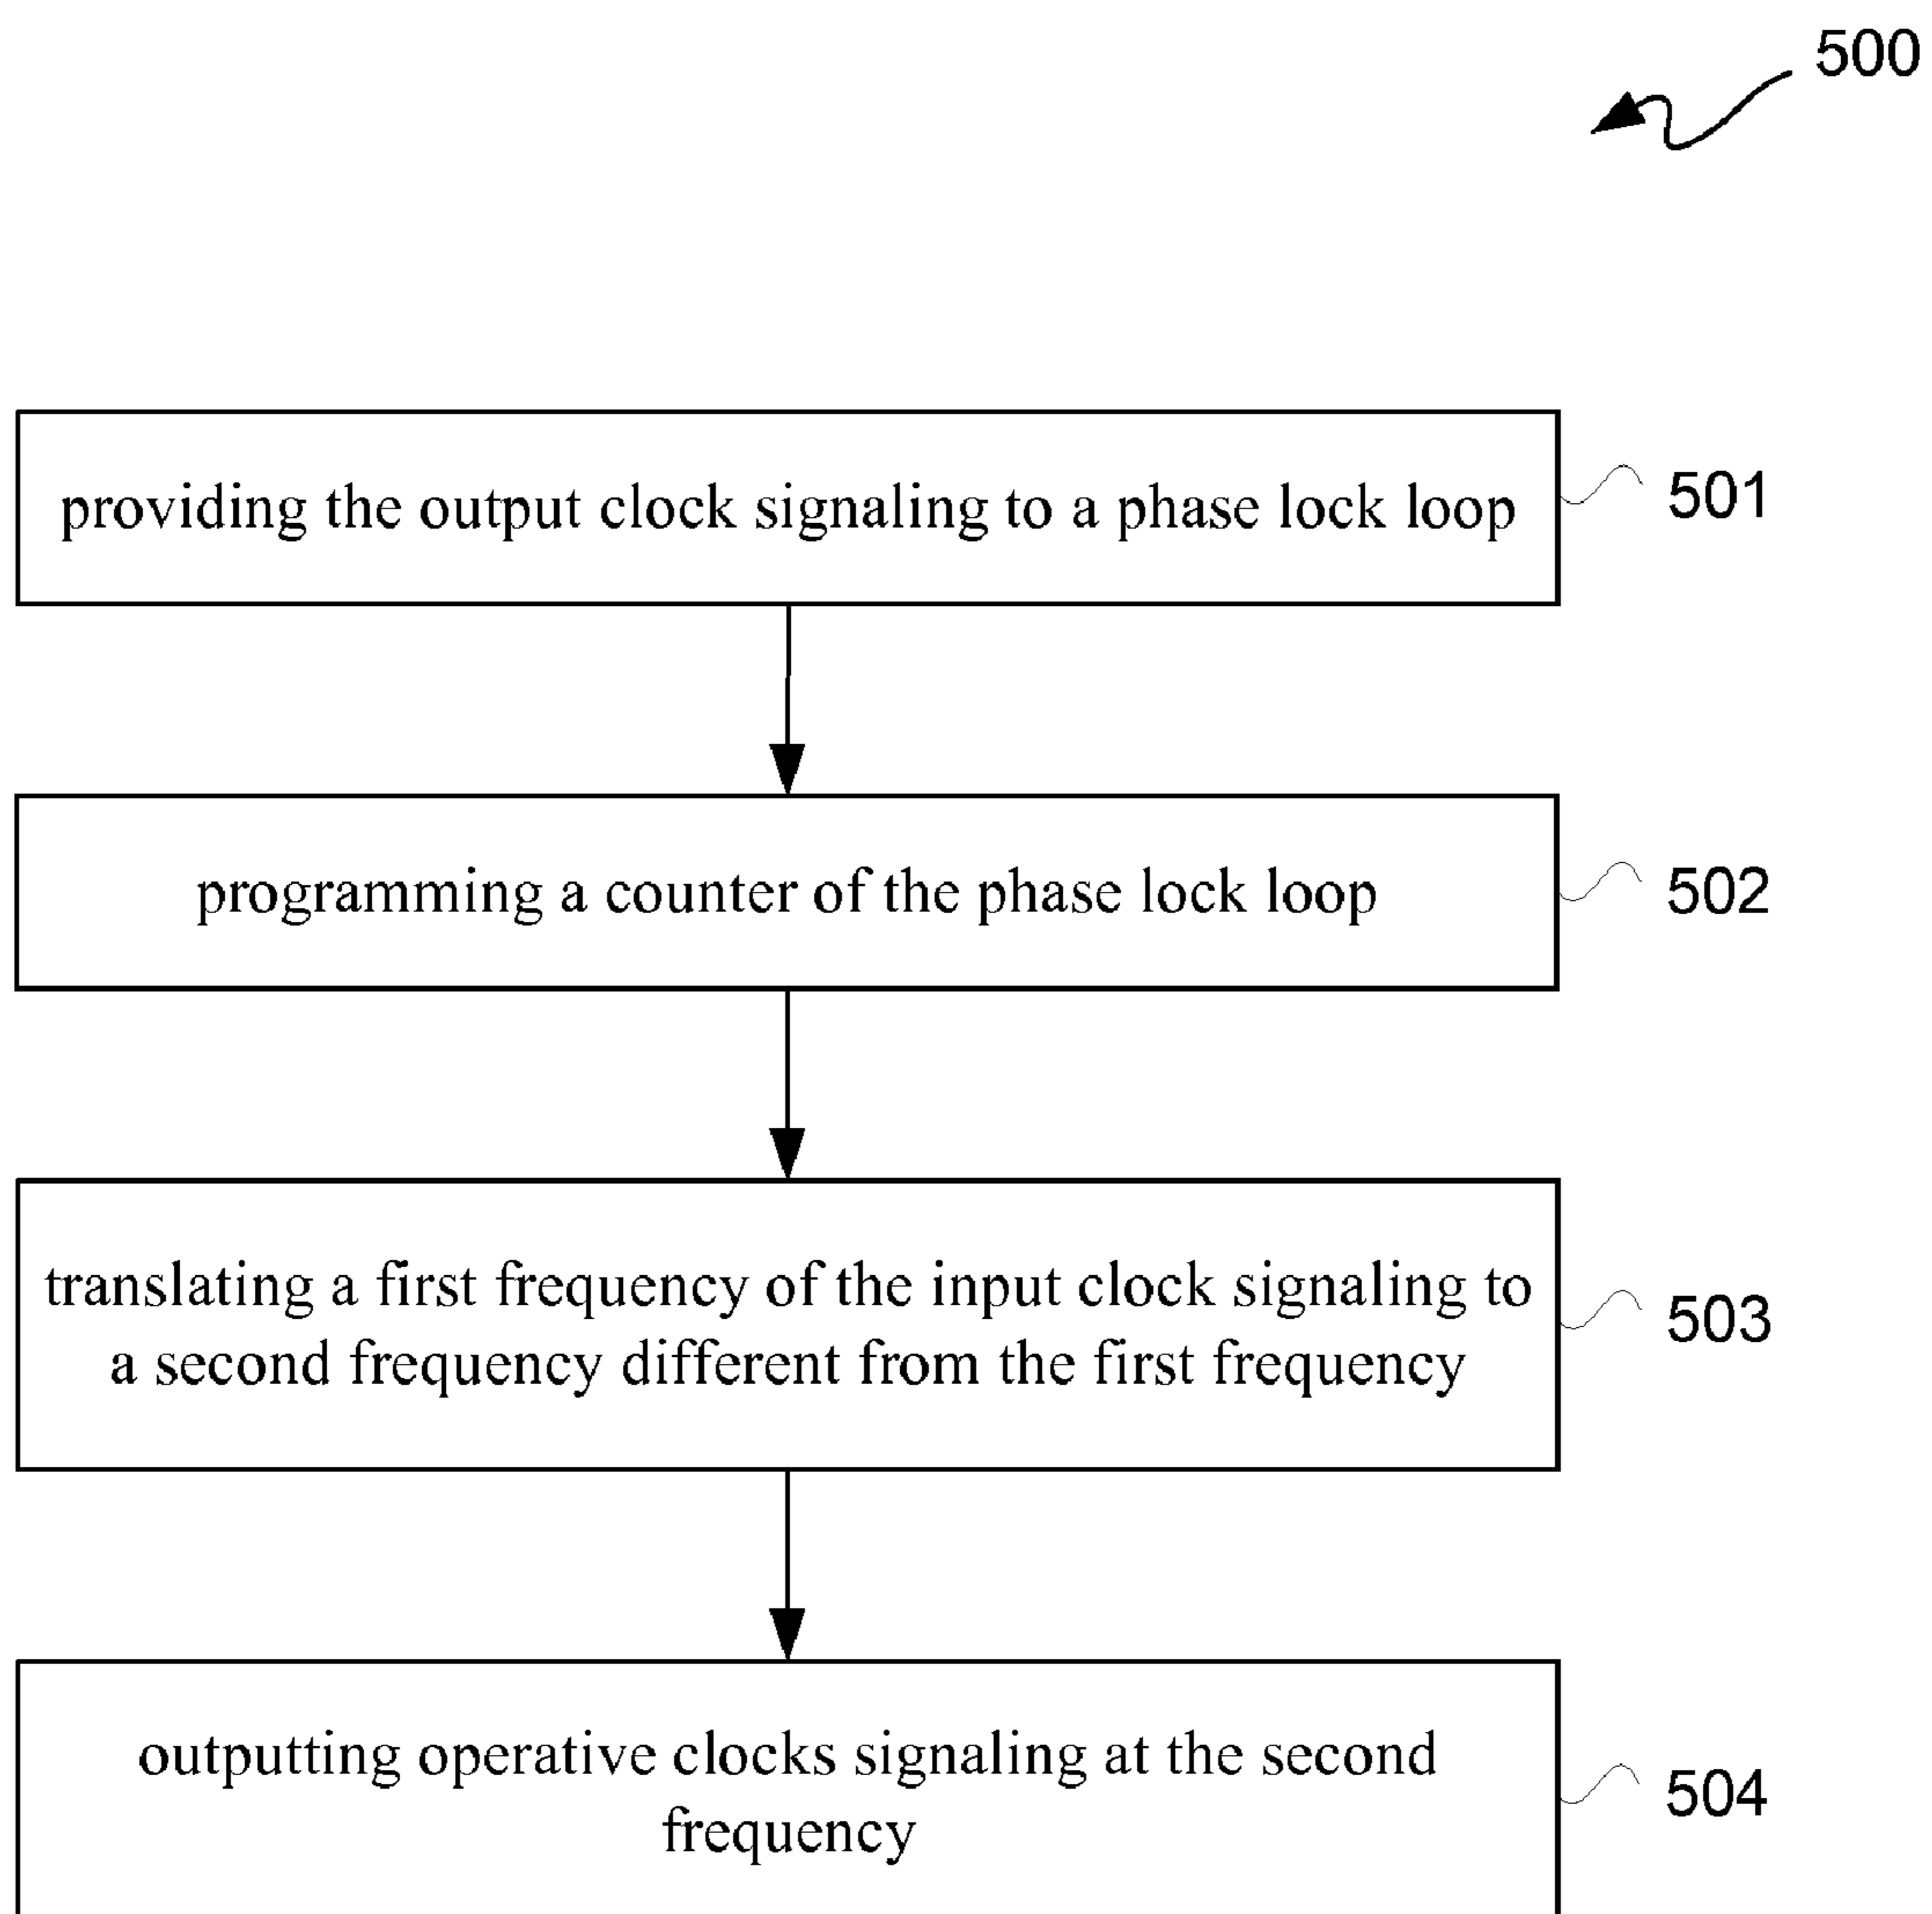 500
providing the output clock signaling to a phase lock loop
501
programming a counter of the phase lock loop
502
translating a first frequency of the input clock signaling to
a second frequency different from the first frequency
503
outputting operative clocks signaling at the second
frequency
504